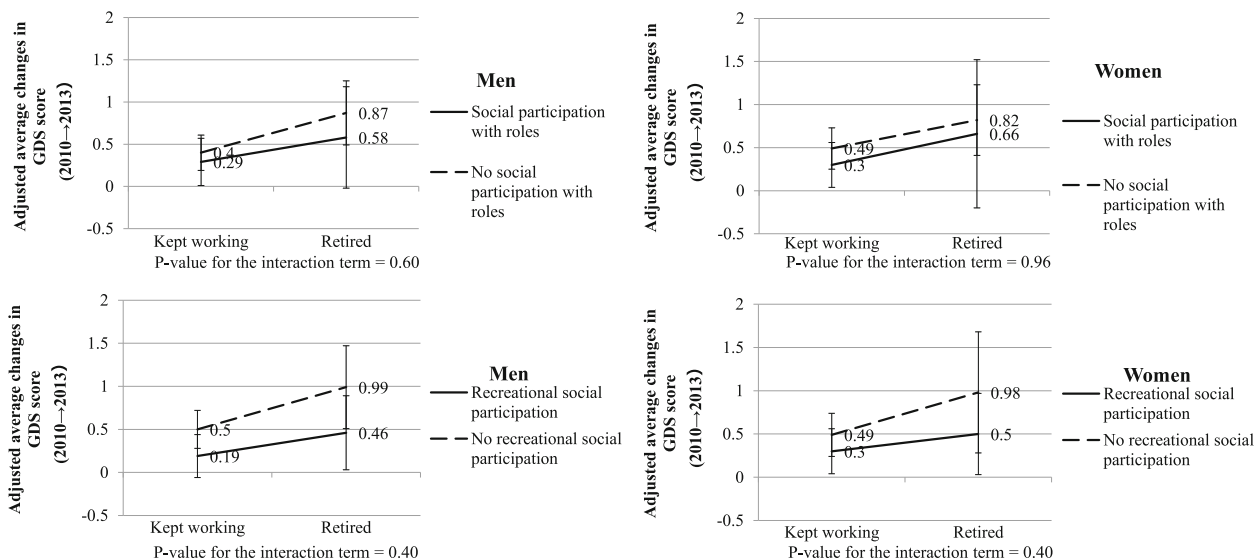 Adjusted average changes in
GDS score
(2010→2013)
2
1.5
1
0.5
0
-0.5
0.4
0.29
0.87
0.58
Kept working
Retired
P-value for the interaction term = 0.60
Men
Social participation
with roles
No social
participation with
roles
Adjusted average changes in
GDS score
(2010→2013)
2
1.5
1
0.5
0
-0.5
0.49
0.3
0.82
0.66
Kept working
Retired
P-value for the interaction term = 0.96
Women
Social participation
with roles
No social
participation with
roles
Adjusted average changes in
GDS score
(2010→2013)
2
1.5
1
0.5
0
-0.5
0.5
0.19
0.99
0.46
Kept working
Retired
P-value for the interaction term = 0.40
Men
Recreational social
participation
No recreational social
participation
Adjusted average changes in
GDS score
(2010→2013)
2
1.5
1
0.5
0
-0.5
0.49
0.3
0.98
0.5
Kept working
Retired
P-value for the interaction term = 0.40
Women
Recreational social
participation
No recreational social
participation